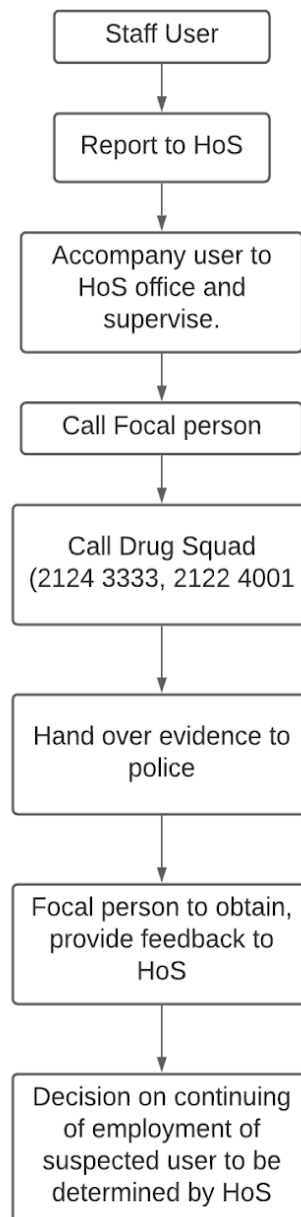 Staff User
Report to HoS
Accompany user to
HoS office and
supervise.
Call Focal person
Call Drug Squad
(2124 3333, 2122 4001
Hand over evidence to
police
Focal person to obtain,
provide feedback to
HoS
Decision on continuing
of employment of
suspected user to be
determined by HoS